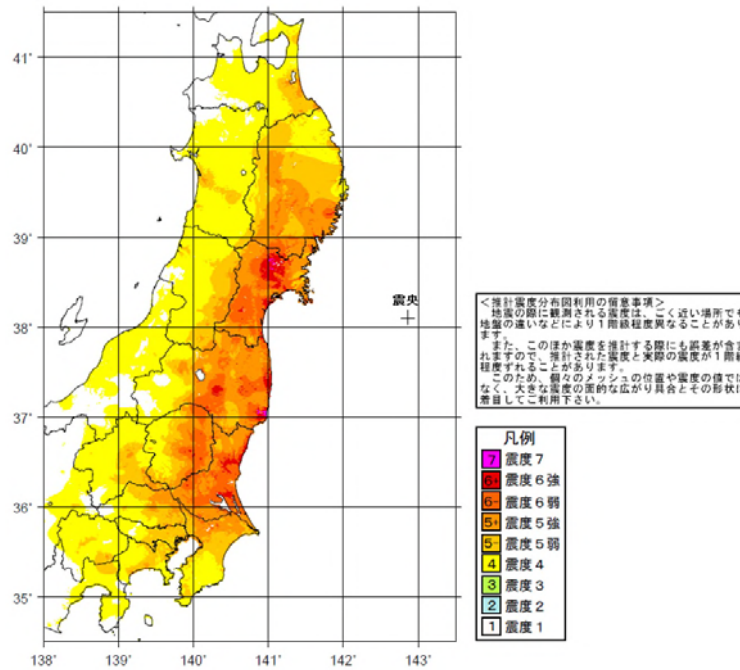 41°
40°
39°
38°
37°
36°
35°
138°
139°
140°
141°
142°
143°
震央
<推計震度分布図利用の留意事項>
地震の際に観測される震度は、ごく近い場所でも
地盤の違いなどにより１階級程度異なることがあり
ます。
また、このほか震度を推計する際にも誤差が含ま
れますので、推計された震度と実際の震度が１階級
程度ずれることがあります。
このため、個々のメッシュの位置や震度の値では
なく、大きな震度の面的な広がり具合とその形状に
着目してご利用下さい。
凡例
7 震度７
6+ 震度６強
6- 震度６弱
5+ 震度５強
5- 震度５弱
4 震度４
3 震度３
2 震度２
1 震度１